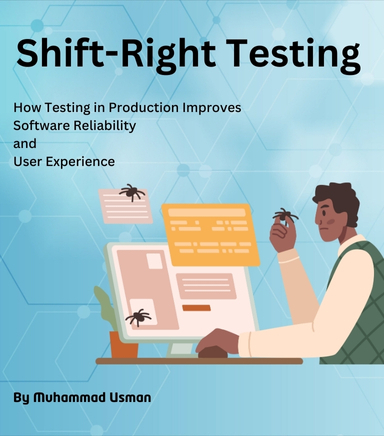 Shift-Right Testing
How Testing in Production Improves
Software Reliability
and
User Experience
By Muhammad Usman